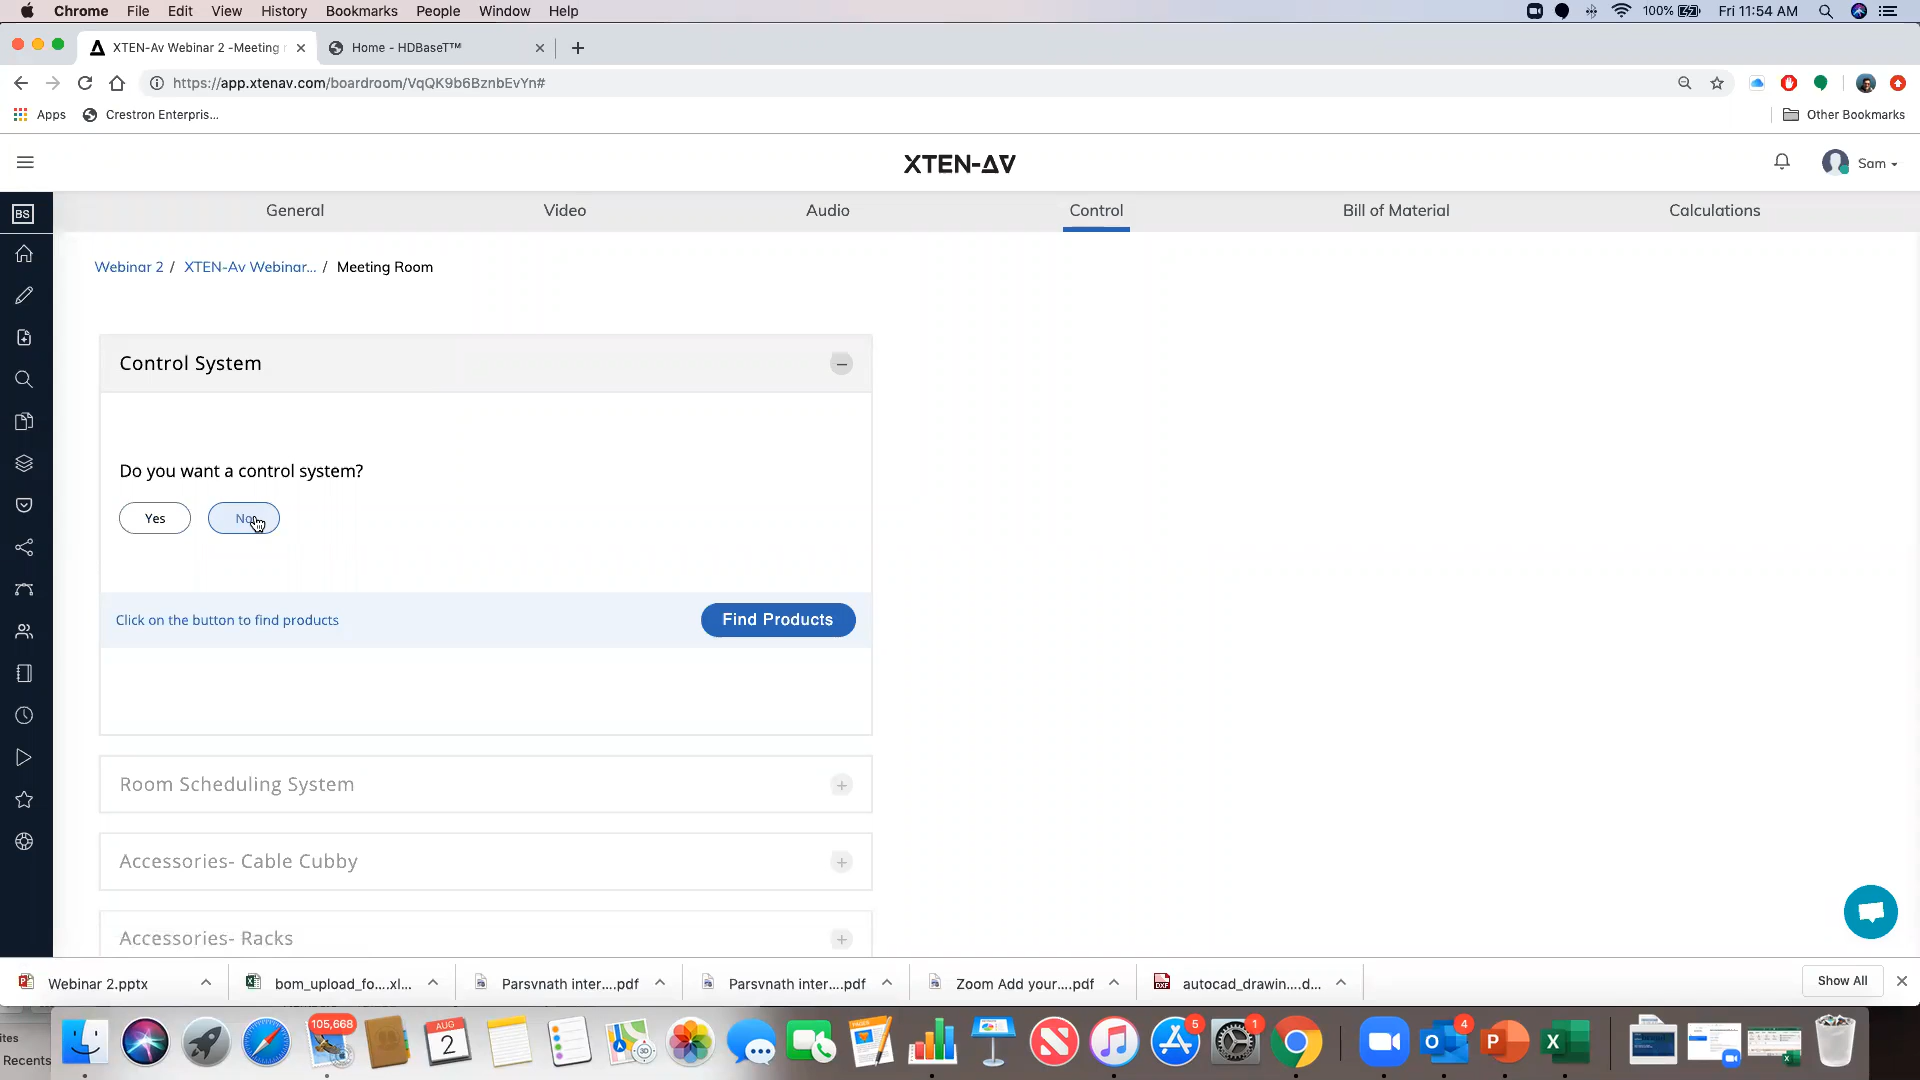 Chrome File Edit View History Bookmarks People Window Help 100% Fri 11:54 AM
XTEN-Av Webinar 2 -Meeting Home - HDBaseT™
https://app.xtenav.com/boardroom/VqQK9b6BznbEvYn#
Apps Crestron Enterpris... Other Bookmarks
XTEN-AV Sam
BS General Video Audio Control Bill of Material Calculations
Webinar 2 / XTEN-Av Webinar... / Meeting Room
Control System
Do you want a control system?
Yes No
Click on the button to find products Find Products
Room Scheduling System
Accessories- Cable Cubby
Accessories- Racks
Webinar 2.pptx bom_upload_fo....xl... Parsvnath inter....pdf Parsvnath inter....pdf Zoom Add your....pdf autocad_drawin....d... Show All
105,668 AUG 2 5 1 4
ites
Recents